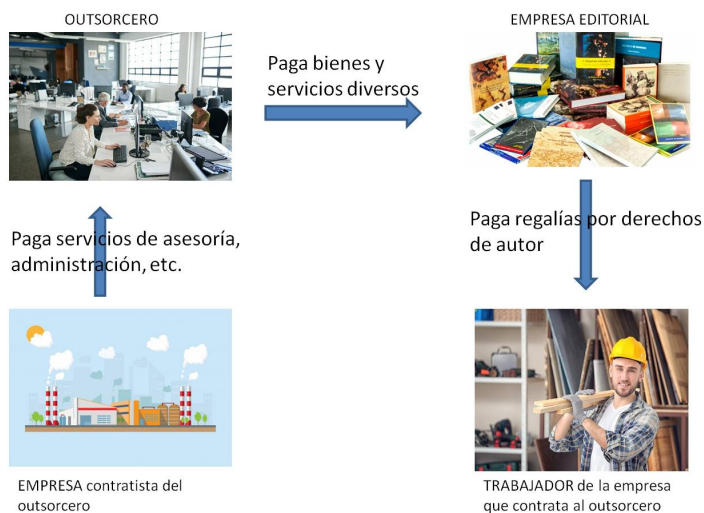 OUTSORCERO
EMPRESA EDITORIAL
Paga bienes y
servicios diversos
Paga servicios de asesoría,
administración, etc.
Paga regalías por derechos
de autor
EMPRESA contratista del
outsorcero
TRABAJADOR de la empresa
que contrata al outsorcero